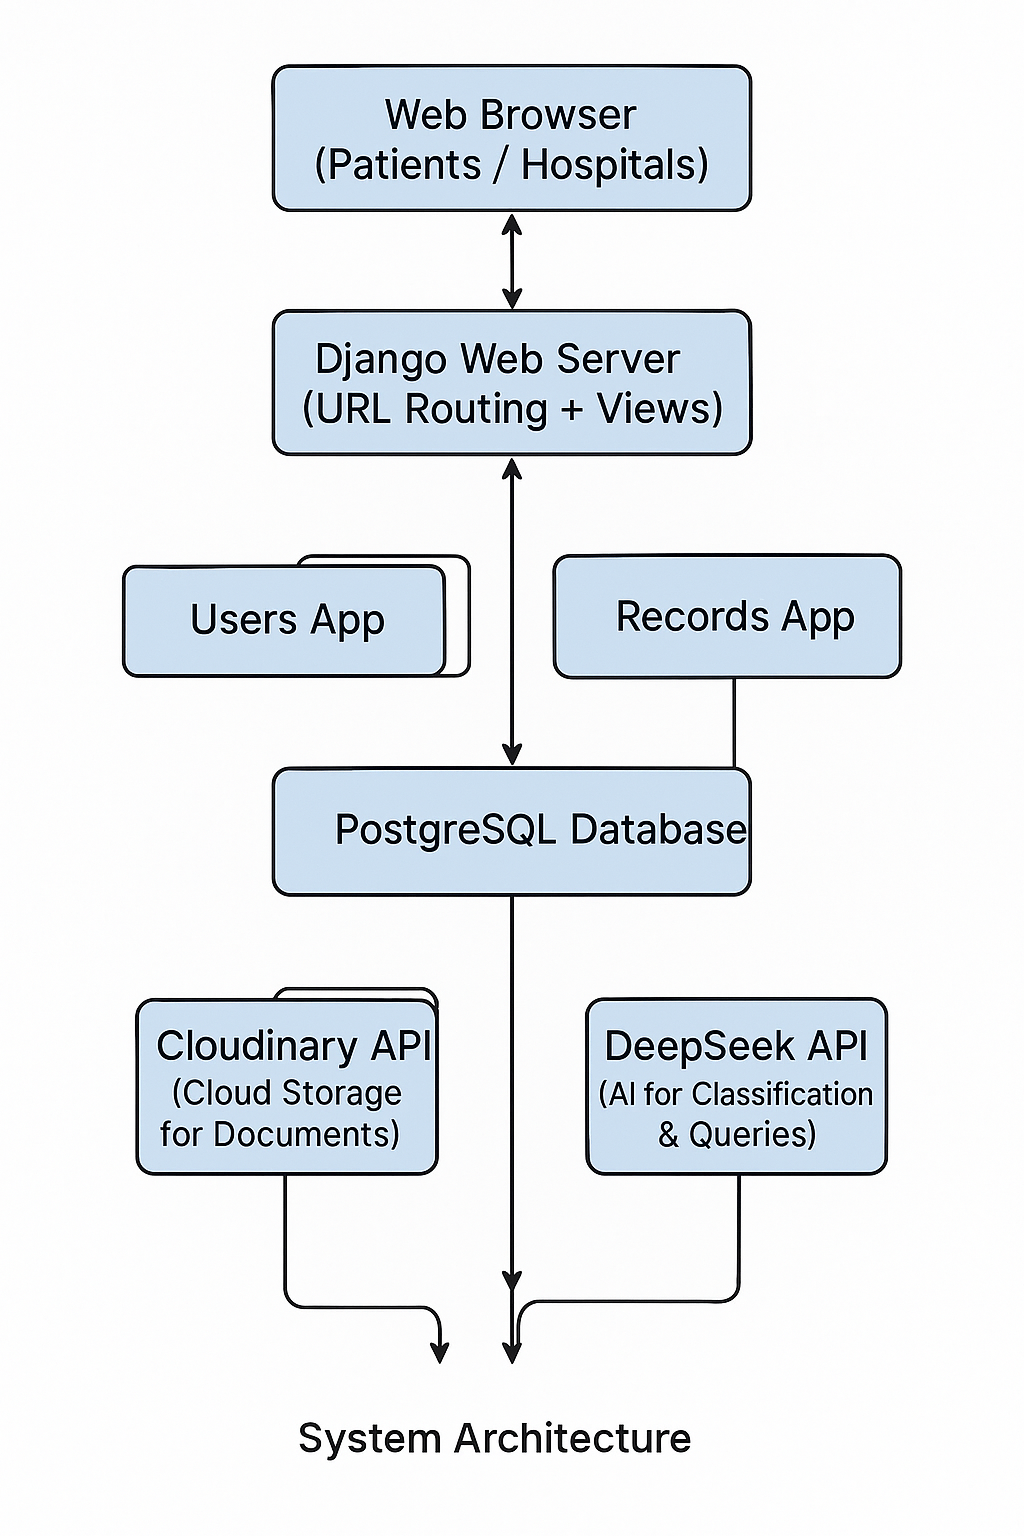 Web Browser
(Patients / Hospitals)
Django Web Server
(URL Routing + Views)
Users App
Records App
PostgreSQL Database
Cloudinary API
(Cloud Storage
for Documents)
DeepSeek API
(AI for Classification
& Queries)
System Architecture